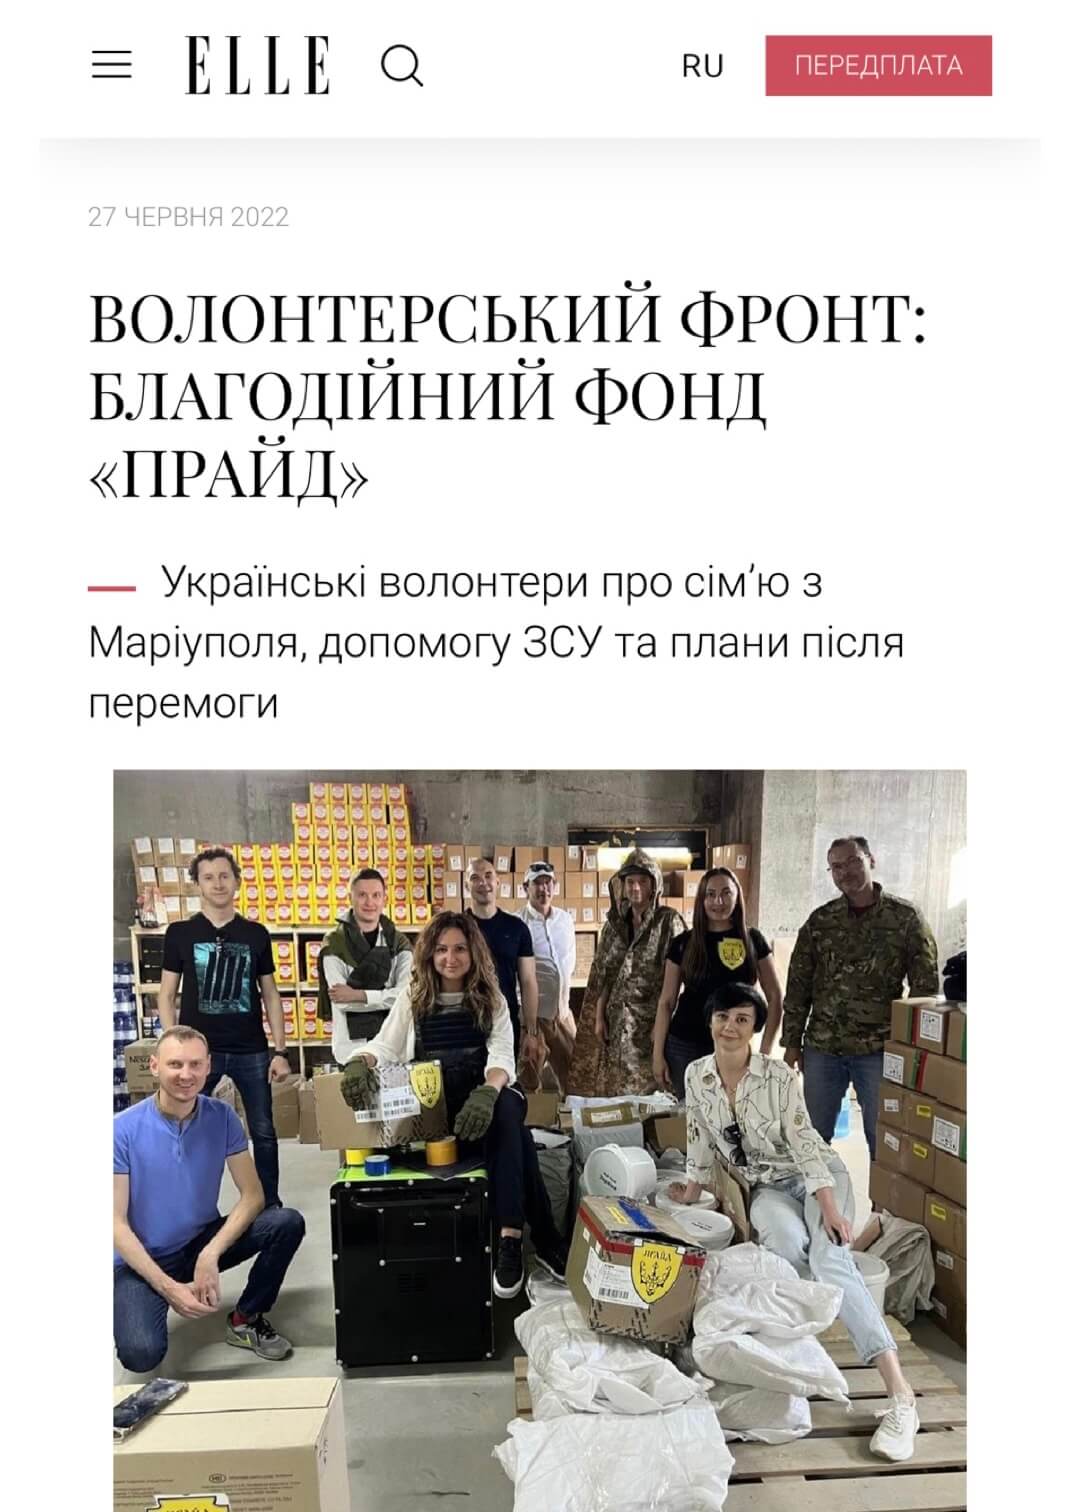 ELLE
RU
ПЕРЕДПЛАТА
27 ЧЕРВНЯ 2022
ВОЛОНТЕРСЬКИЙ ФРОНТ:
БЛАГОДІЙНИЙ ФОНД
«ПРАЙД»
Українські волонтери про сім’ю з
Маріуполя, допомогу ЗСУ та плани після
перемоги
ПРАЙД